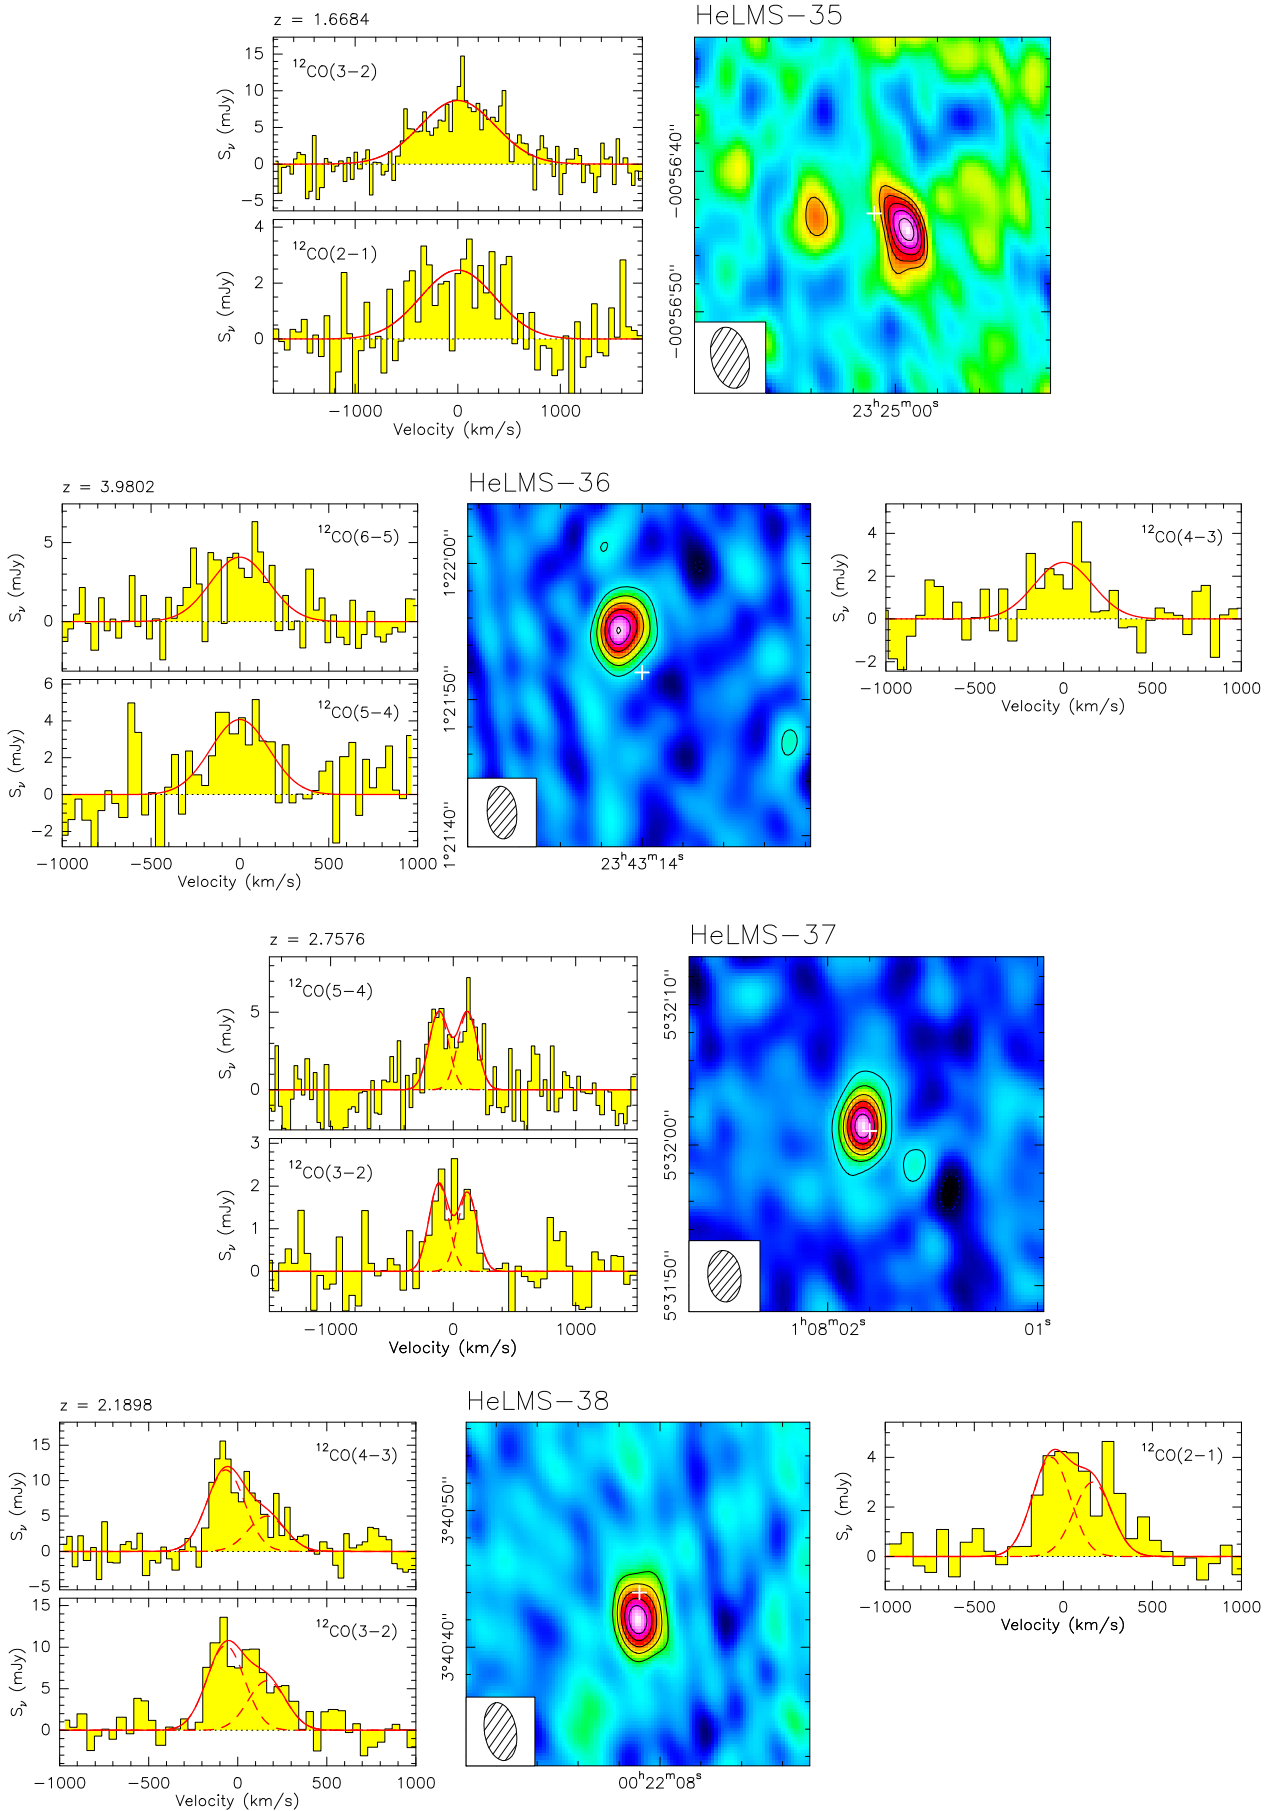 z = 1.6684
HeLMS−35
¹²CO(3−2)
15
10
5
0
−5
Sν (mJy)
¹²CO(2−1)
4
2
0
Sν (mJy)
−1000 0 1000
Velocity (km/s)
−00°56'40''
−00°56'50''
23ʰ25ᵐ00ˢ
z = 3.9802
HeLMS−36
¹²CO(6−5)
5
0
Sν (mJy)
¹²CO(5−4)
6
4
2
0
−2
Sν (mJy)
−1000 −500 0 500 1000
Velocity (km/s)
1°22'00''
1°21'50''
1°21'40''
23ʰ43ᵐ14ˢ
¹²CO(4−3)
4
2
0
−2
Sν (mJy)
−1000 −500 0 500 1000
Velocity (km/s)
z = 2.7576
HeLMS−37
¹²CO(5−4)
5
0
Sν (mJy)
¹²CO(3−2)
3
2
1
0
Sν (mJy)
−1000 0 1000
Velocity (km/s)
5°32'10''
5°32'00''
5°31'50''
1ʰ08ᵐ02ˢ 01ˢ
z = 2.1898
HeLMS−38
¹²CO(4−3)
15
10
5
0
−5
Sν (mJy)
¹²CO(3−2)
15
10
5
0
Sν (mJy)
−1000 −500 0 500 1000
Velocity (km/s)
3°40'50''
3°40'40''
00ʰ22ᵐ08ˢ
¹²CO(2−1)
4
2
0
Sν (mJy)
−1000 −500 0 500 1000
Velocity (km/s)